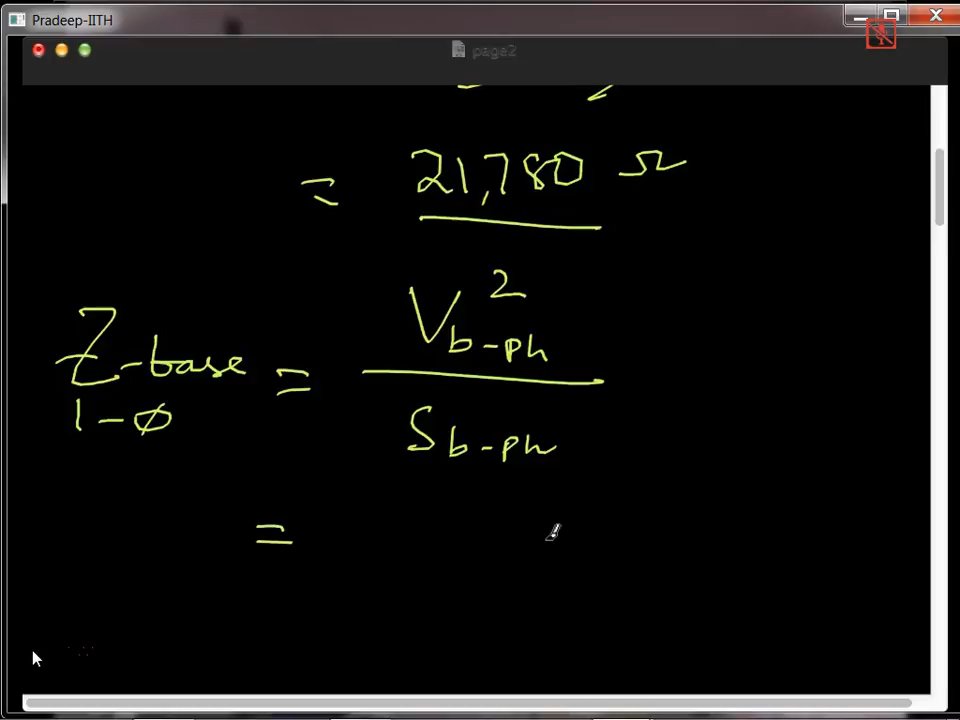 Pradeep-IITH
page2
= 21,780 Ω
Z-base 1-Ø = V²b-ph / Sb-ph
=